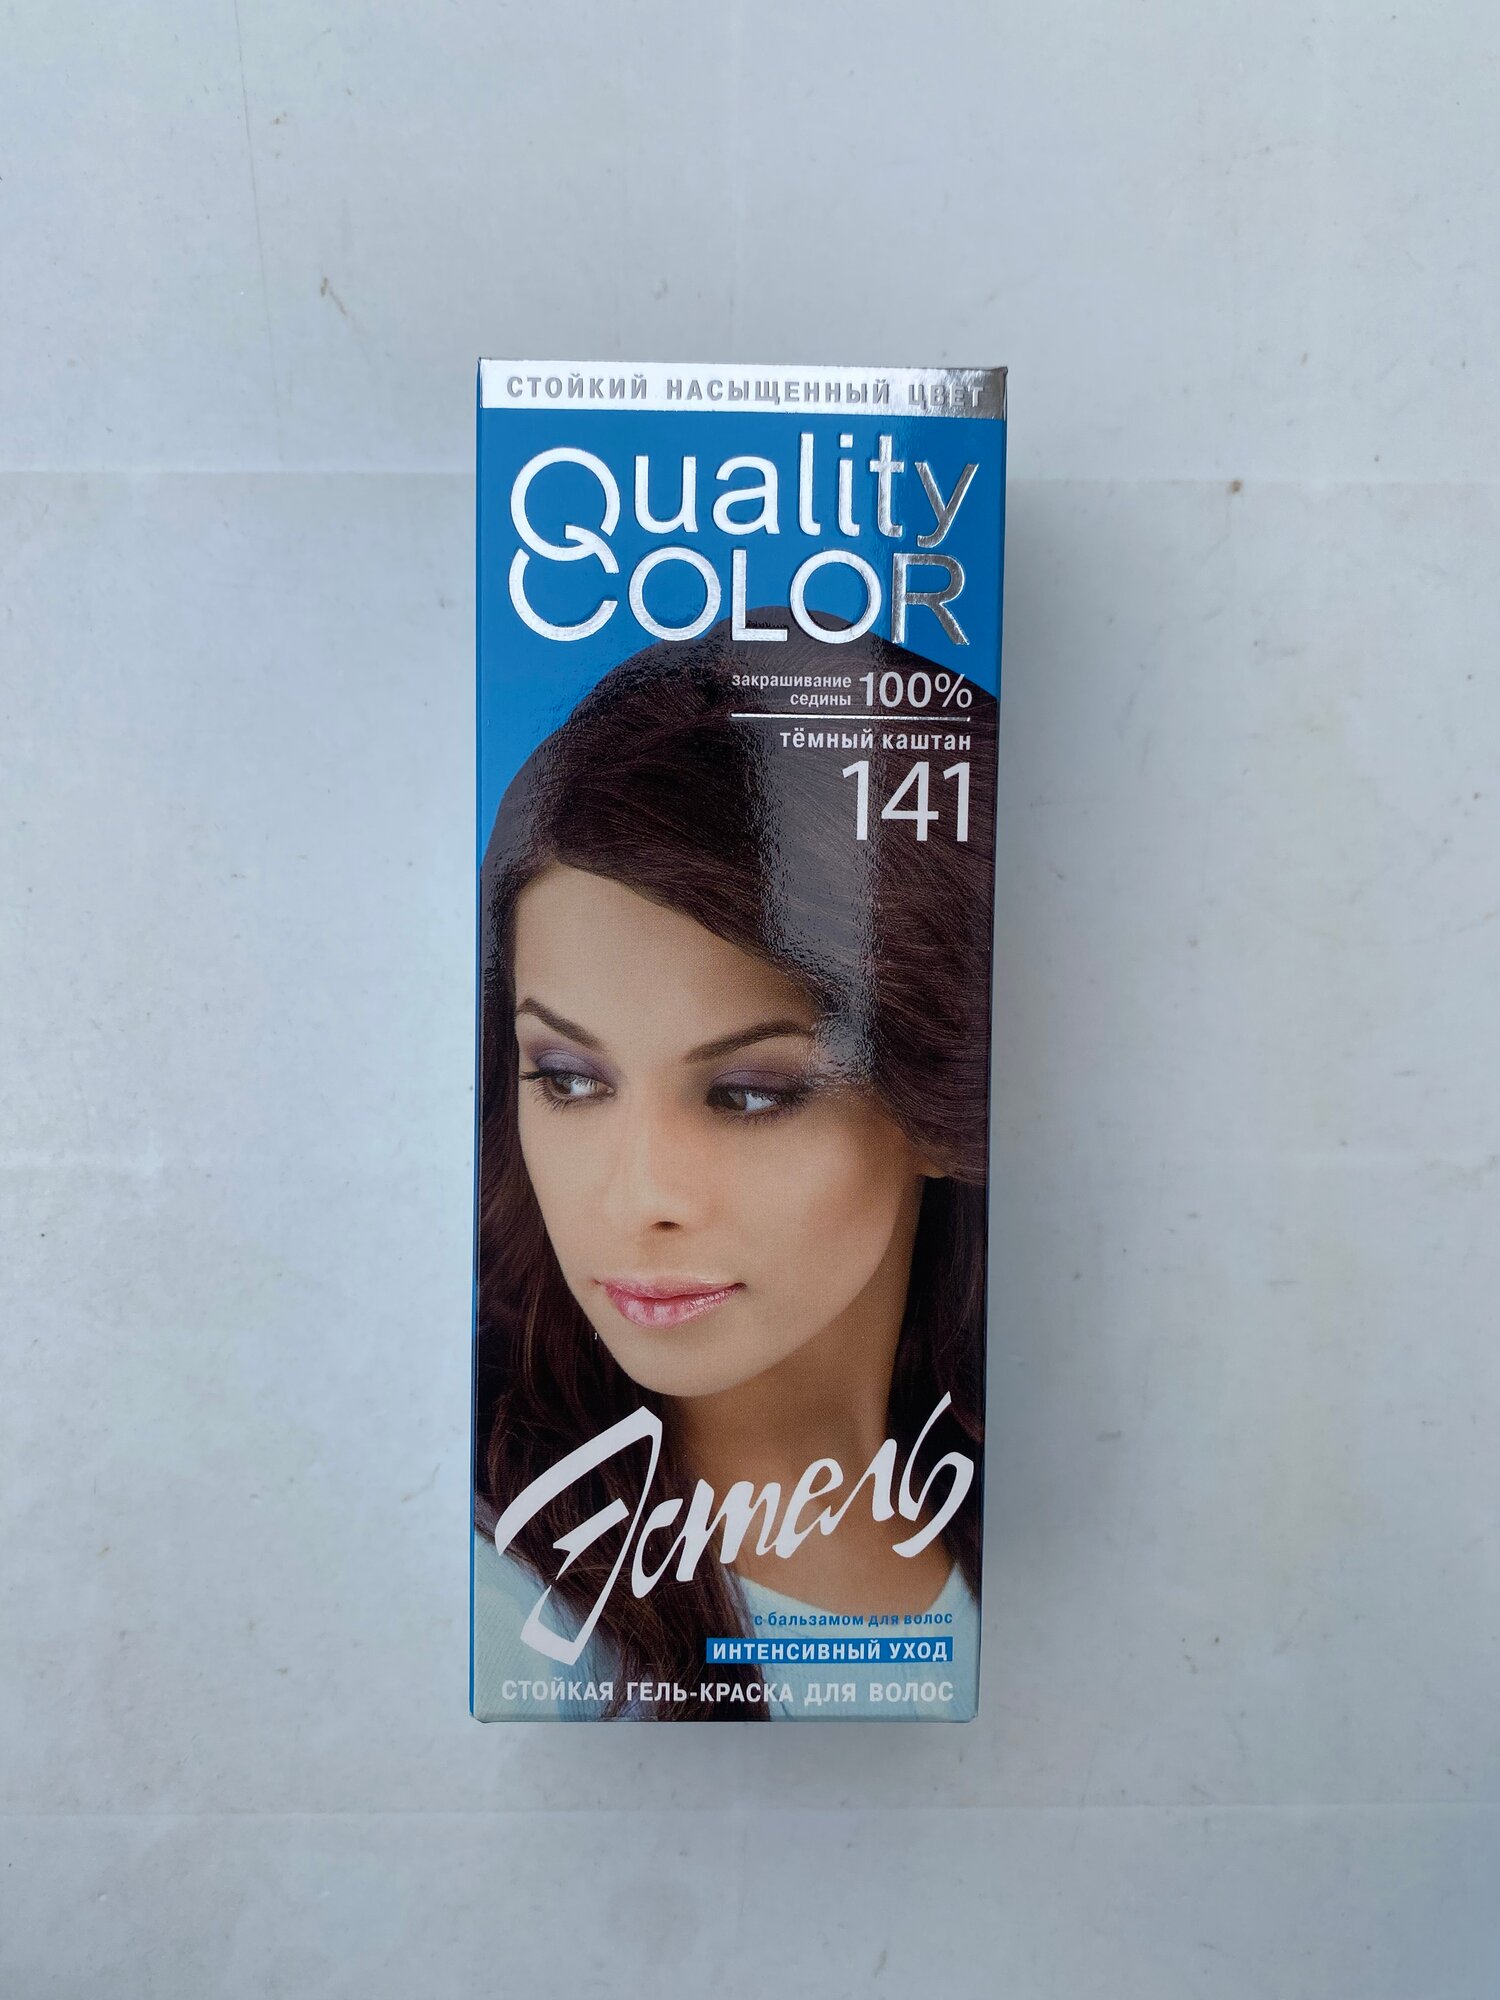 СТОЙКИЙ НАСЫЩЕННЫЙ ЦВЕТ
Quality
COLOR
закрашивание
седины 100%
тёмный каштан
141
Эстель
с бальзамом для волос
ИНТЕНСИВНЫЙ УХОД
СТОЙКАЯ ГЕЛЬ-КРАСКА ДЛЯ ВОЛОС